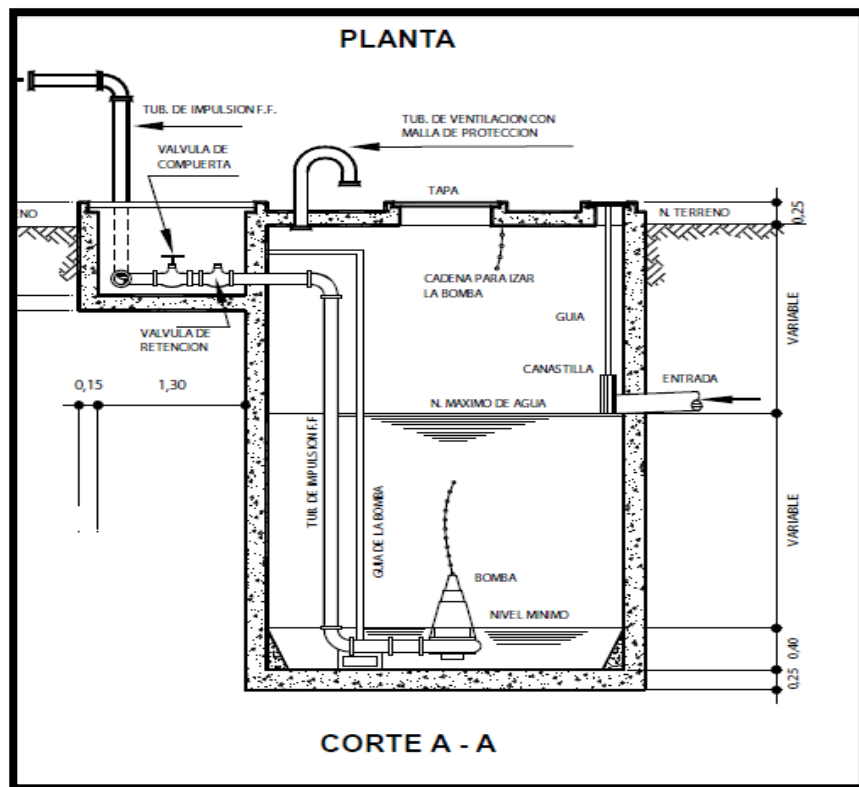 PLANTA
TUB. DE IMPULSION F.F.
VALVULA DE
COMPUERTA
TUB. DE VENTILACION CON
MALLA DE PROTECCION
TAPA
ENO
N. TERRENO
0,25
CADENA PARA IZAR
LA BOMBA
GUIA
VALVULA DE
RETENCION
CANASTILLA
ENTRADA
VARIABLE
0,15
1,30
N. MAXIMO DE AGUA
TUB. DE IMPULSION F.F
GUIA DE LA BOMBA
BOMBA
VARIABLE
NIVEL MINIMO
0,40
0,25
CORTE A - A